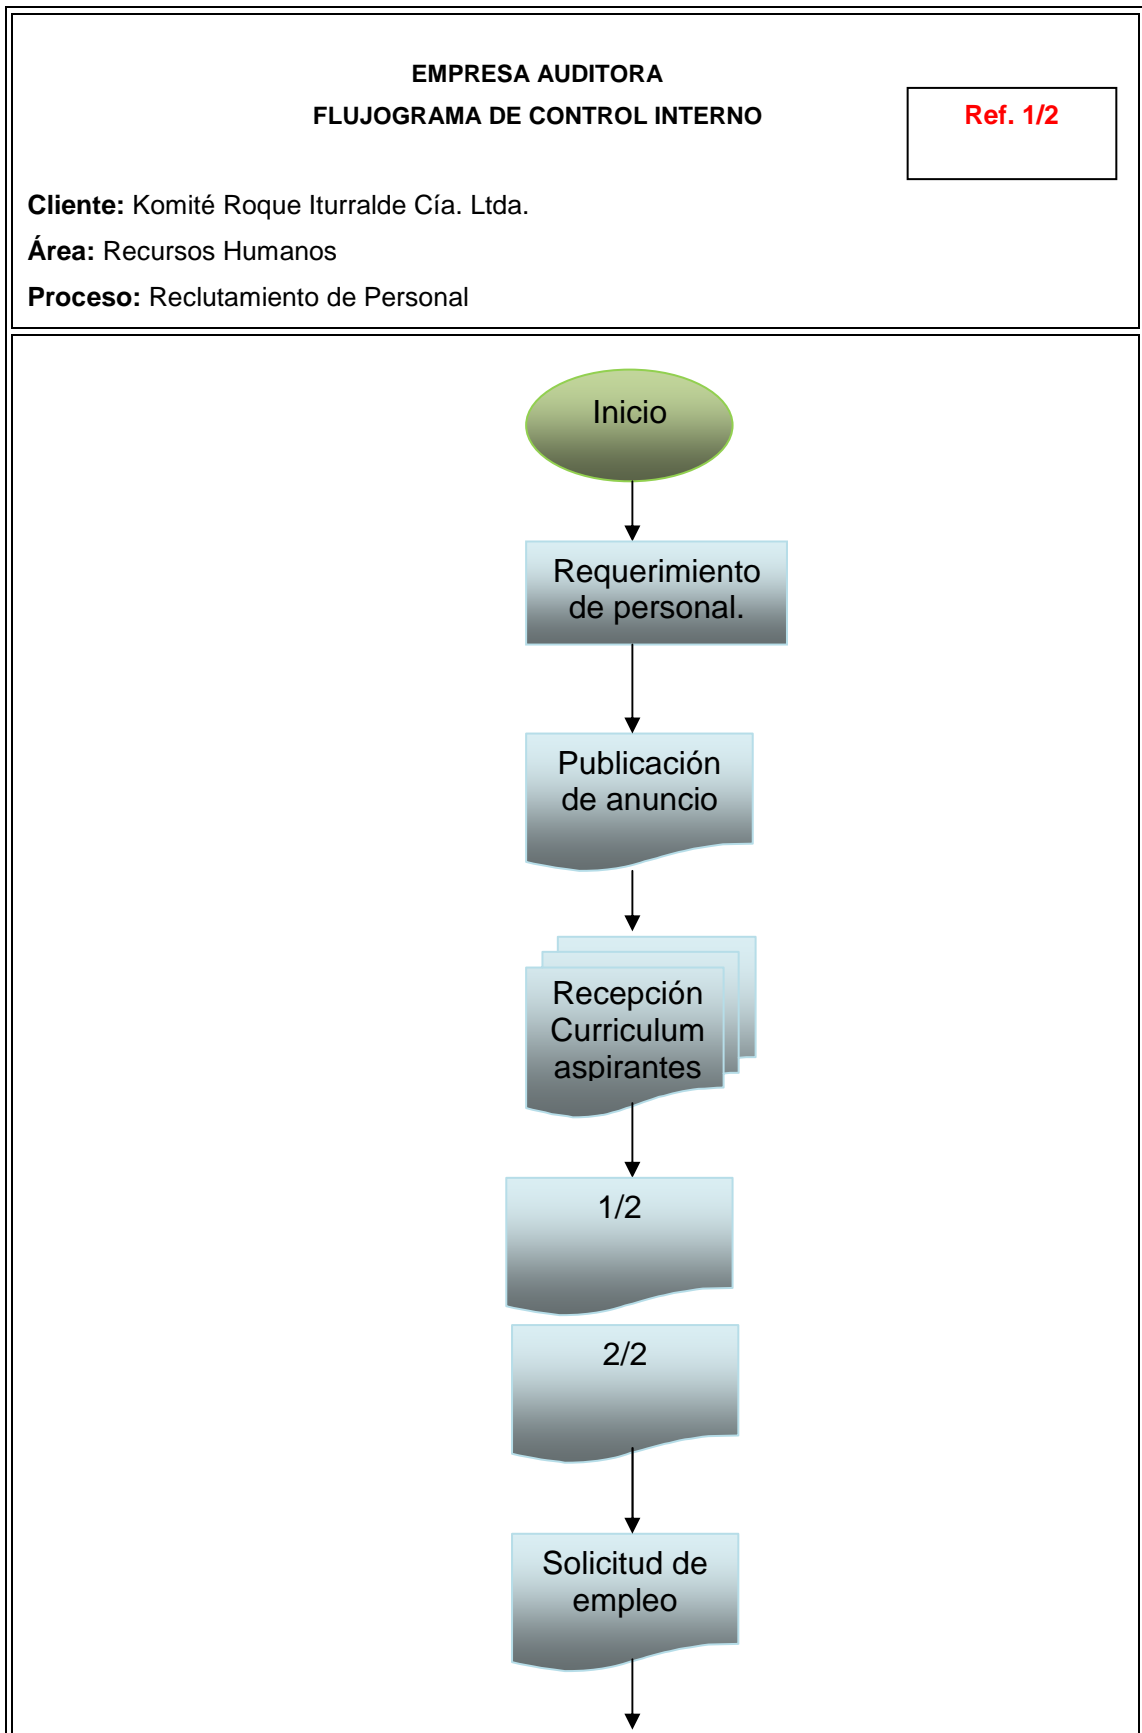 EMPRESA AUDITORA
FLUJOGRAMA DE CONTROL INTERNO
Ref. 1/2
Cliente: Komité Roque Iturralde Cía. Ltda.
Área: Recursos Humanos
Proceso: Reclutamiento de Personal
Inicio
Requerimiento
de personal.
Publicación
de anuncio
Recepción
Curriculum
aspirantes
1/2
2/2
Solicitud de
empleo